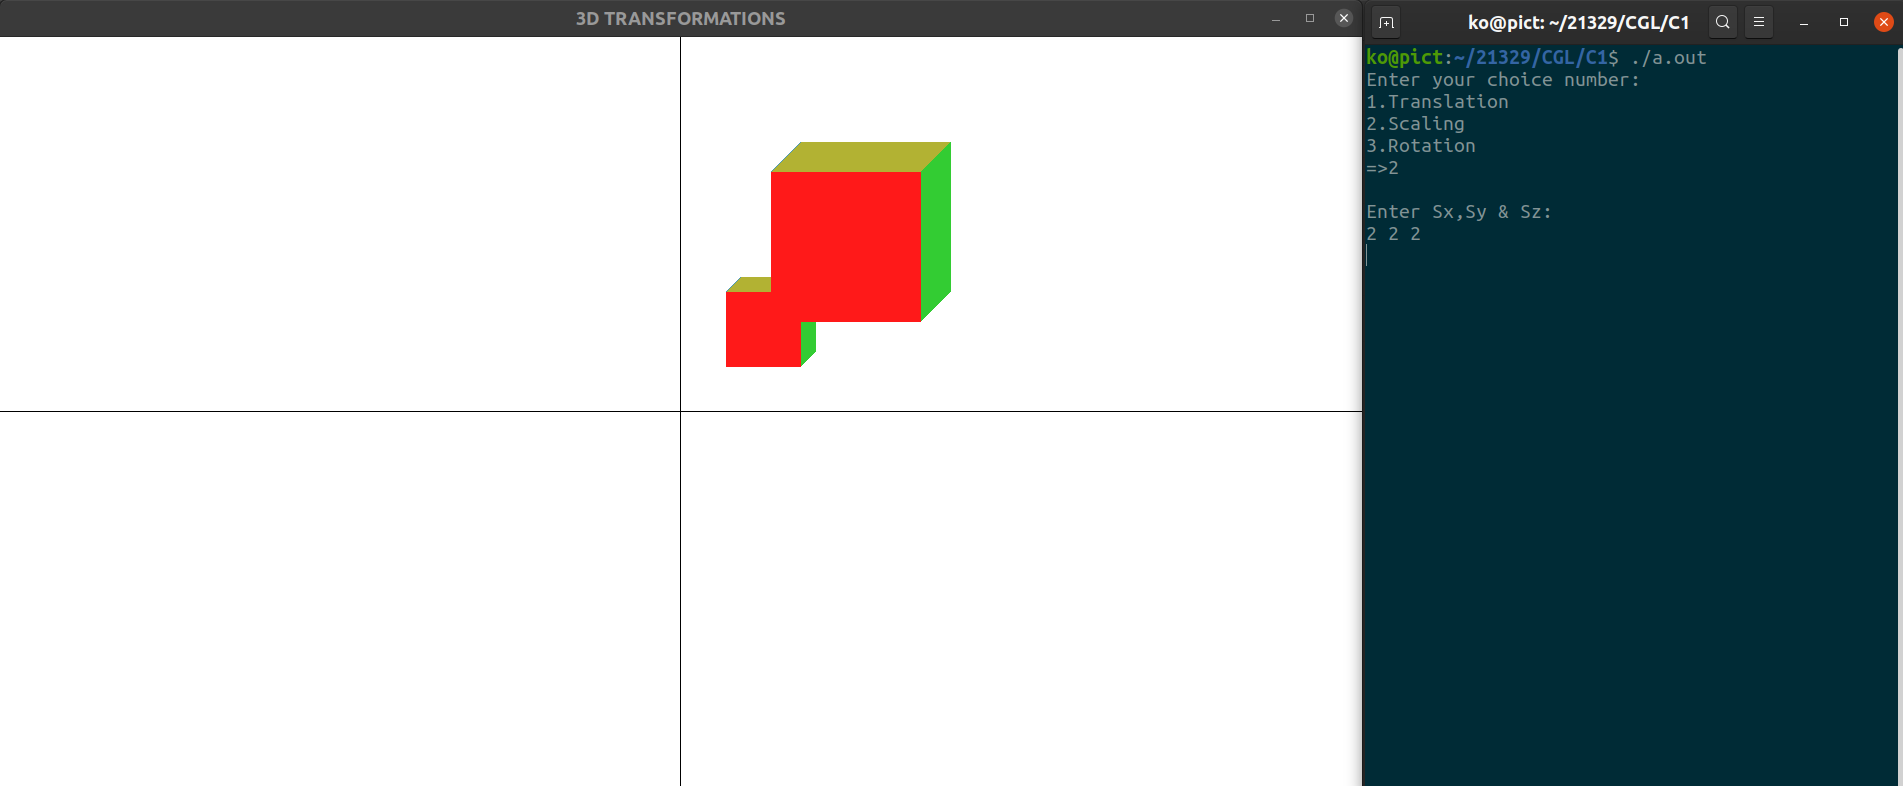 3D TRANSFORMATIONS
ko@pict: ~/21329/CGL/C1
ko@pict:~/21329/CGL/C1$ ./a.out
Enter your choice number:
1.Translation
2.Scaling
3.Rotation
=>2
Enter Sx,Sy & Sz:
2 2 2